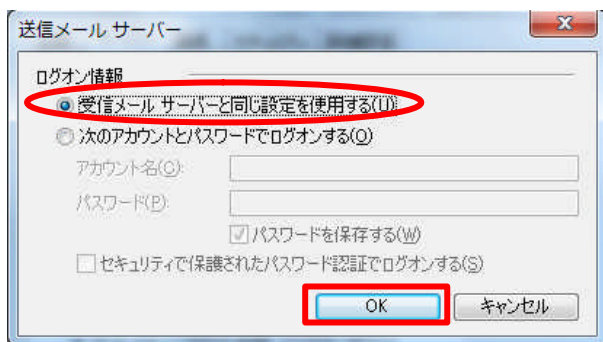 送信メール サーバー
ログオン情報
受信メール サーバーと同じ設定を使用する(U)
次のアカウントとパスワードでログオンする(O)
アカウント名(C):
パスワード(P):
パスワードを保存する(W)
セキュリティで保護されたパスワード認証でログオンする(S)
OK キャンセル